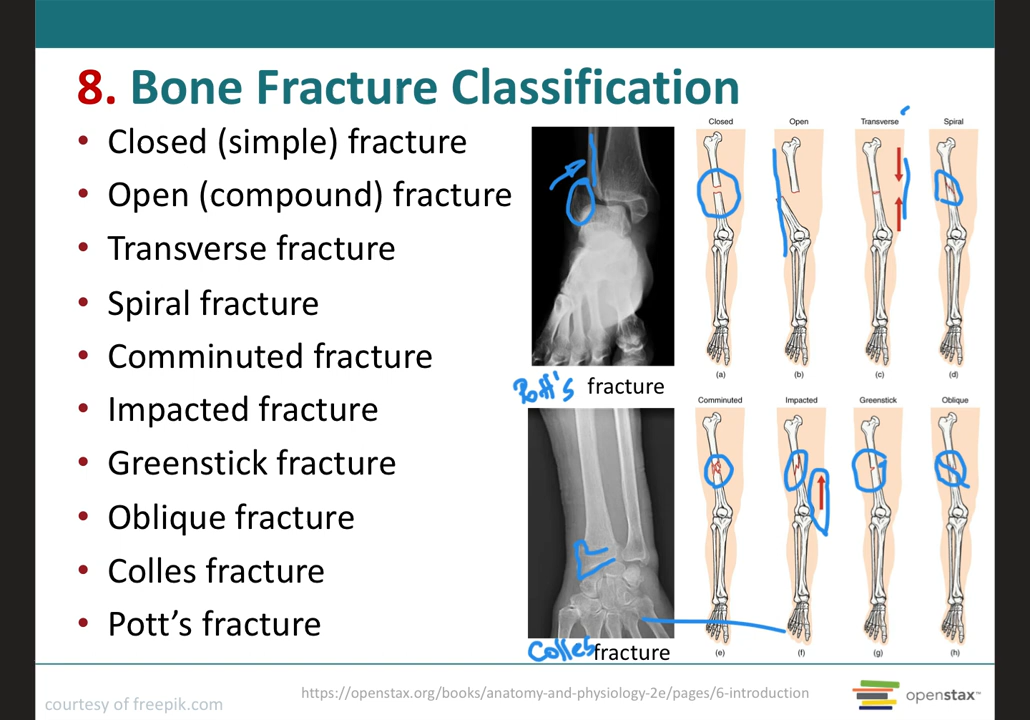 8. Bone Fracture Classification
• Closed (simple) fracture
• Open (compound) fracture
• Transverse fracture
• Spiral fracture
• Comminuted fracture
• Impacted fracture
• Greenstick fracture
• Oblique fracture
• Colles fracture
• Pott’s fracture
Pott's fracture
Colles fracture
Closed Open Transverse Spiral
(a) (b) (c) (d)
Comminuted Impacted Greenstick Oblique
(e) (f) (g) (h)
courtesy of freepik.com
https://openstax.org/books/anatomy-and-physiology-2e/pages/6-introduction
openstax™